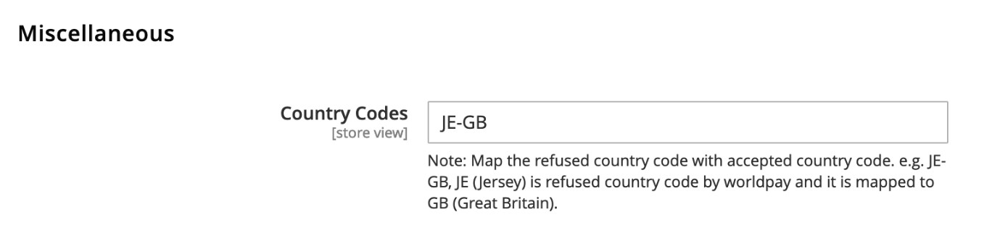 Miscellaneous
Country Codes
[store view]
JE-GB
Note: Map the refused country code with accepted country code. e.g. JE-
GB, JE (Jersey) is refused country code by worldpay and it is mapped to
GB (Great Britain).